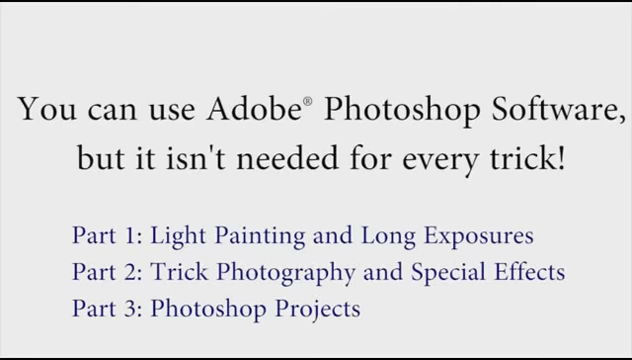 You can use Adobe® Photoshop Software,
but it isn't needed for every trick!
Part 1: Light Painting and Long Exposures
Part 2: Trick Photography and Special Effects
Part 3: Photoshop Projects